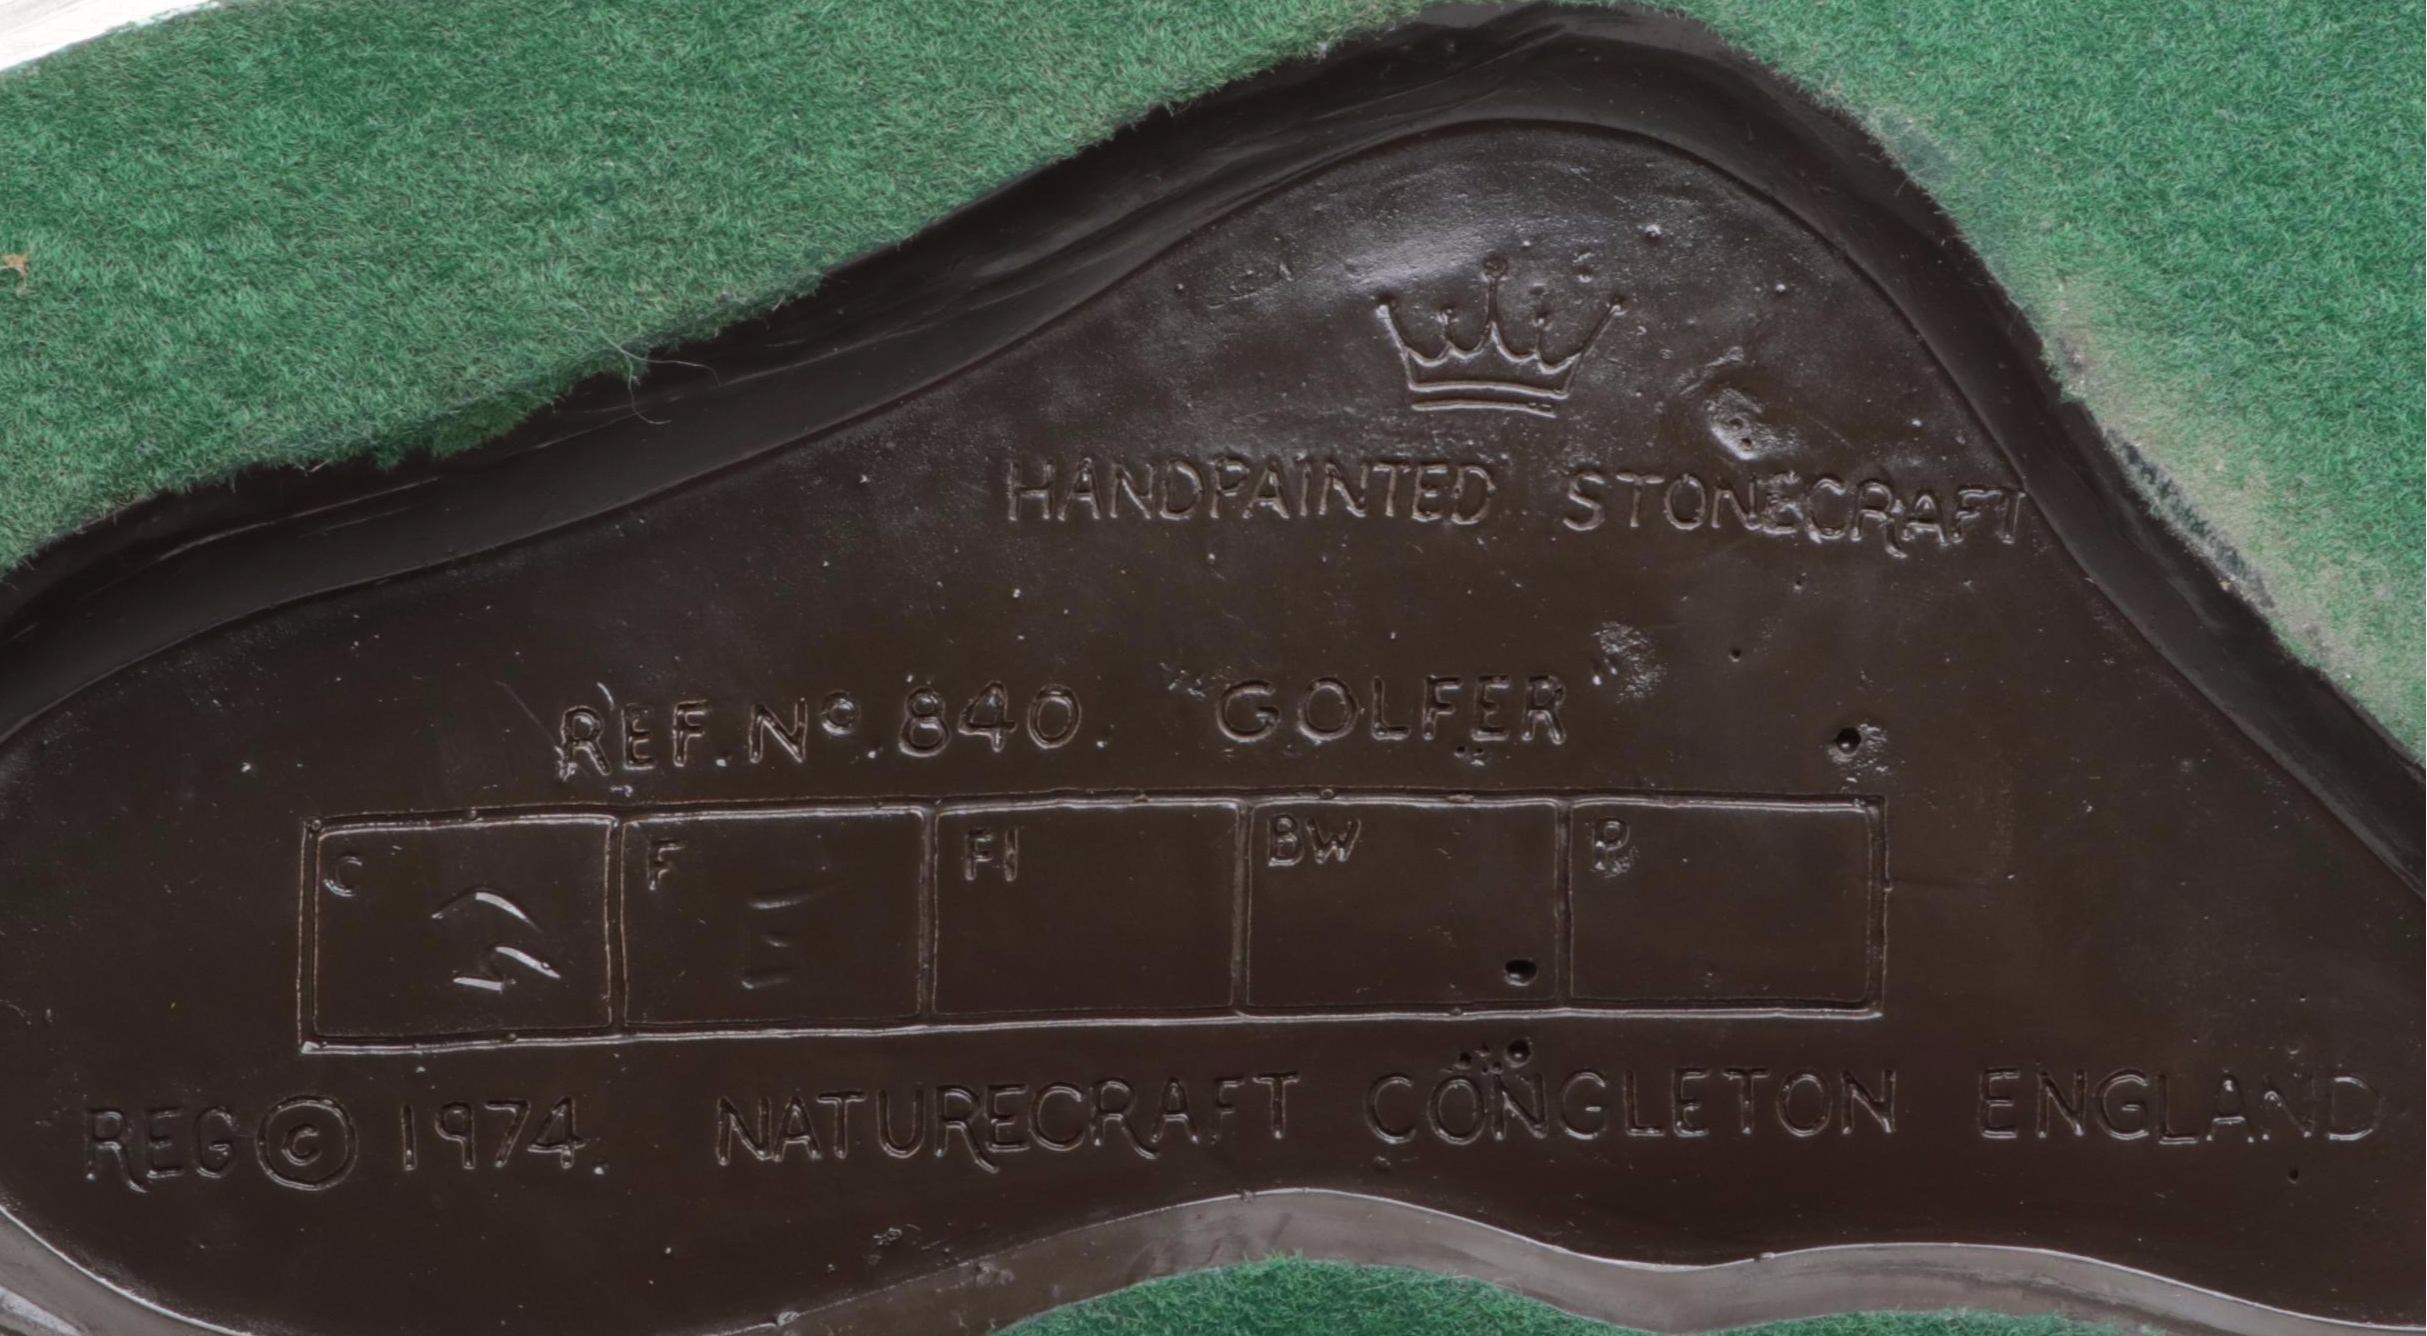 HANDPAINTED STONECRAFT
REF. Nº. 840. "GOLFER"
C F FI BW P
REG © 1974. NATURECRAFT CONGLETON ENGLAND